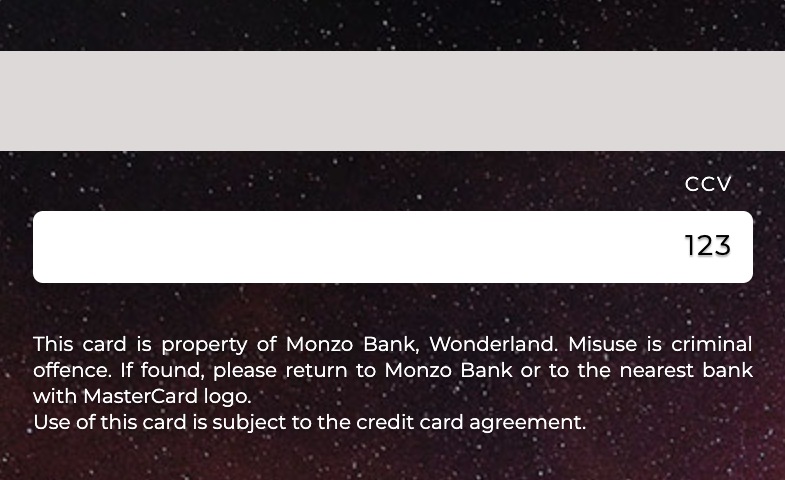 CCV
123
This card is property of Monzo Bank, Wonderland. Misuse is criminal
offence. If found, please return to Monzo Bank or to the nearest bank
with MasterCard logo.
Use of this card is subject to the credit card agreement.